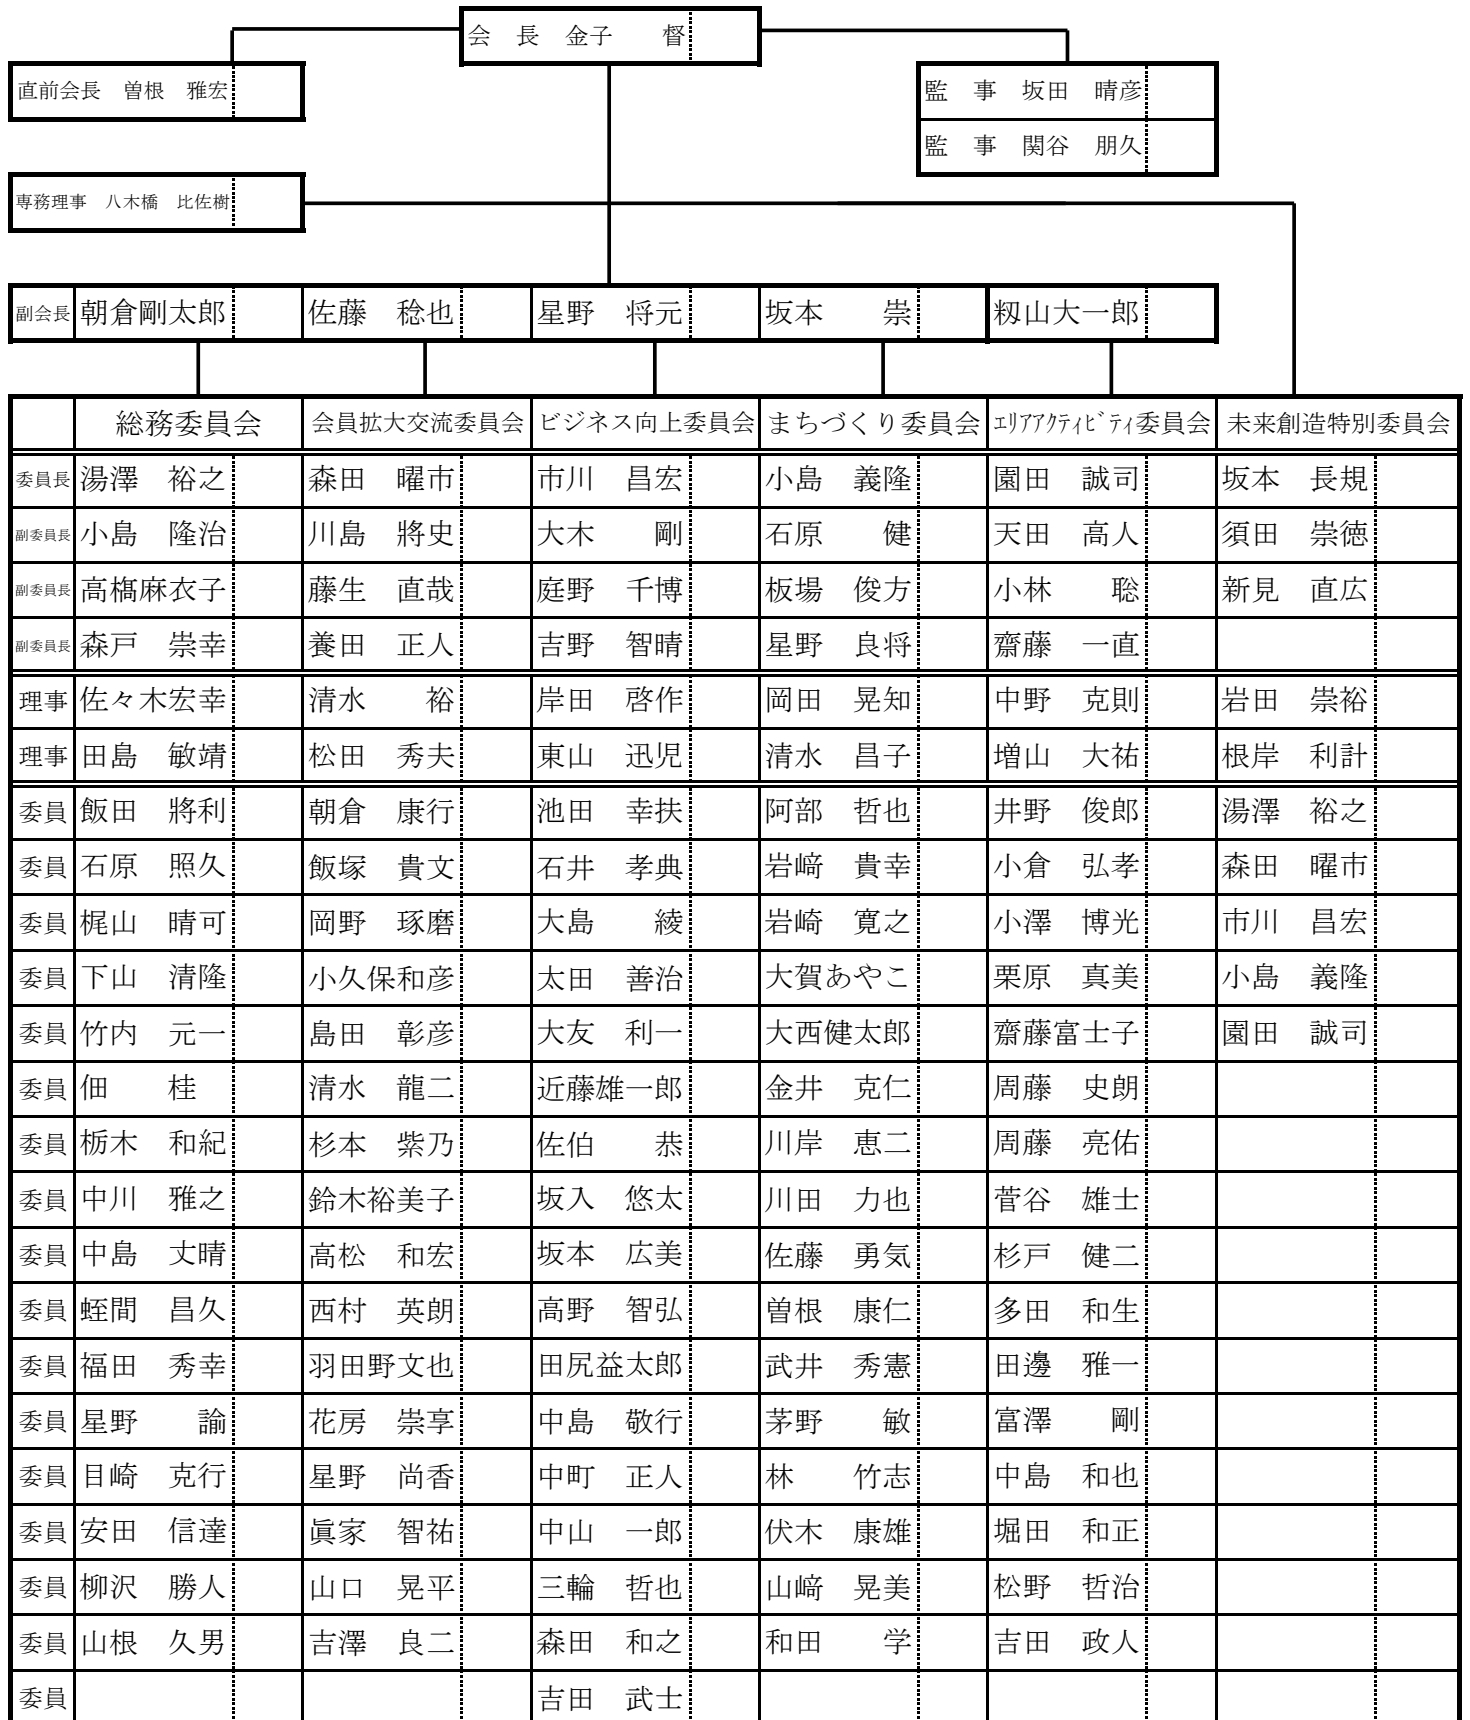 会　長　金子　　督
直前会長　曽根　雅宏
監　事　坂田　晴彦
監　事　関谷　朋久
専務理事　八木橋　比佐樹
副会長 朝倉剛太郎 佐藤　稔也 星野　将元 坂本　　崇 籾山大一郎
総務委員会 会員拡大交流委員会 ビジネス向上委員会 まちづくり委員会 ｴﾘｱｱｸﾃｨﾋﾞﾃｨ委員会 未来創造特別委員会
委員長 湯澤　裕之 森田　曜市 市川　昌宏 小島　義隆 園田　誠司 坂本　長規
副委員長 小島　隆治 川島　將史 大木　　剛 石原　　健 天田　高人 須田　崇徳
副委員長 高橋麻衣子 藤生　直哉 庭野　千博 板場　俊方 小林　　聡 新見　直広
副委員長 森戸　崇幸 養田　正人 吉野　智晴 星野　良将 齋藤　一直
理事 佐々木宏幸 清水　　裕 岸田　啓作 岡田　晃知 中野　克則 岩田　崇裕
理事 田島　敏靖 松田　秀夫 東山　迅児 清水　昌子 増山　大祐 根岸　利計
委員 飯田　將利 朝倉　康行 池田　幸扶 阿部　哲也 井野　俊郎 湯澤　裕之
委員 石原　照久 飯塚　貴文 石井　孝典 岩﨑　貴幸 小倉　弘孝 森田　曜市
委員 梶山　晴可 岡野　琢磨 大島　　綾 岩崎　寛之 小澤　博光 市川　昌宏
委員 下山　清隆 小久保和彦 太田　善治 大賀あやこ 栗原　真美 小島　義隆
委員 竹内　元一 島田　彰彦 大友　利一 大西健太郎 齋藤富士子 園田　誠司
委員 佃　　桂 清水　龍二 近藤雄一郎 金井　克仁 周藤　史朗
委員 栃木　和紀 杉本　紫乃 佐伯　　恭 川岸　恵二 周藤　亮佑
委員 中川　雅之 鈴木裕美子 坂入　悠太 川田　力也 菅谷　雄士
委員 中島　丈晴 高松　和宏 坂本　広美 佐藤　勇気 杉戸　健二
委員 蛭間　昌久 西村　英朗 高野　智弘 曽根　康仁 多田　和生
委員 福田　秀幸 羽田野文也 田尻益太郎 武井　秀憲 田邊　雅一
委員 星野　　諭 花房　崇享 中島　敬行 茅野　　敏 富澤　　剛
委員 目崎　克行 星野　尚香 中町　正人 林　　竹志 中島　和也
委員 安田　信達 眞家　智祐 中山　一郎 伏木　康雄 堀田　和正
委員 柳沢　勝人 山口　晃平 三輪　哲也 山﨑　晃美 松野　哲治
委員 山根　久男 吉澤　良二 森田　和之 和田　　学 吉田　政人
委員 吉田　武士